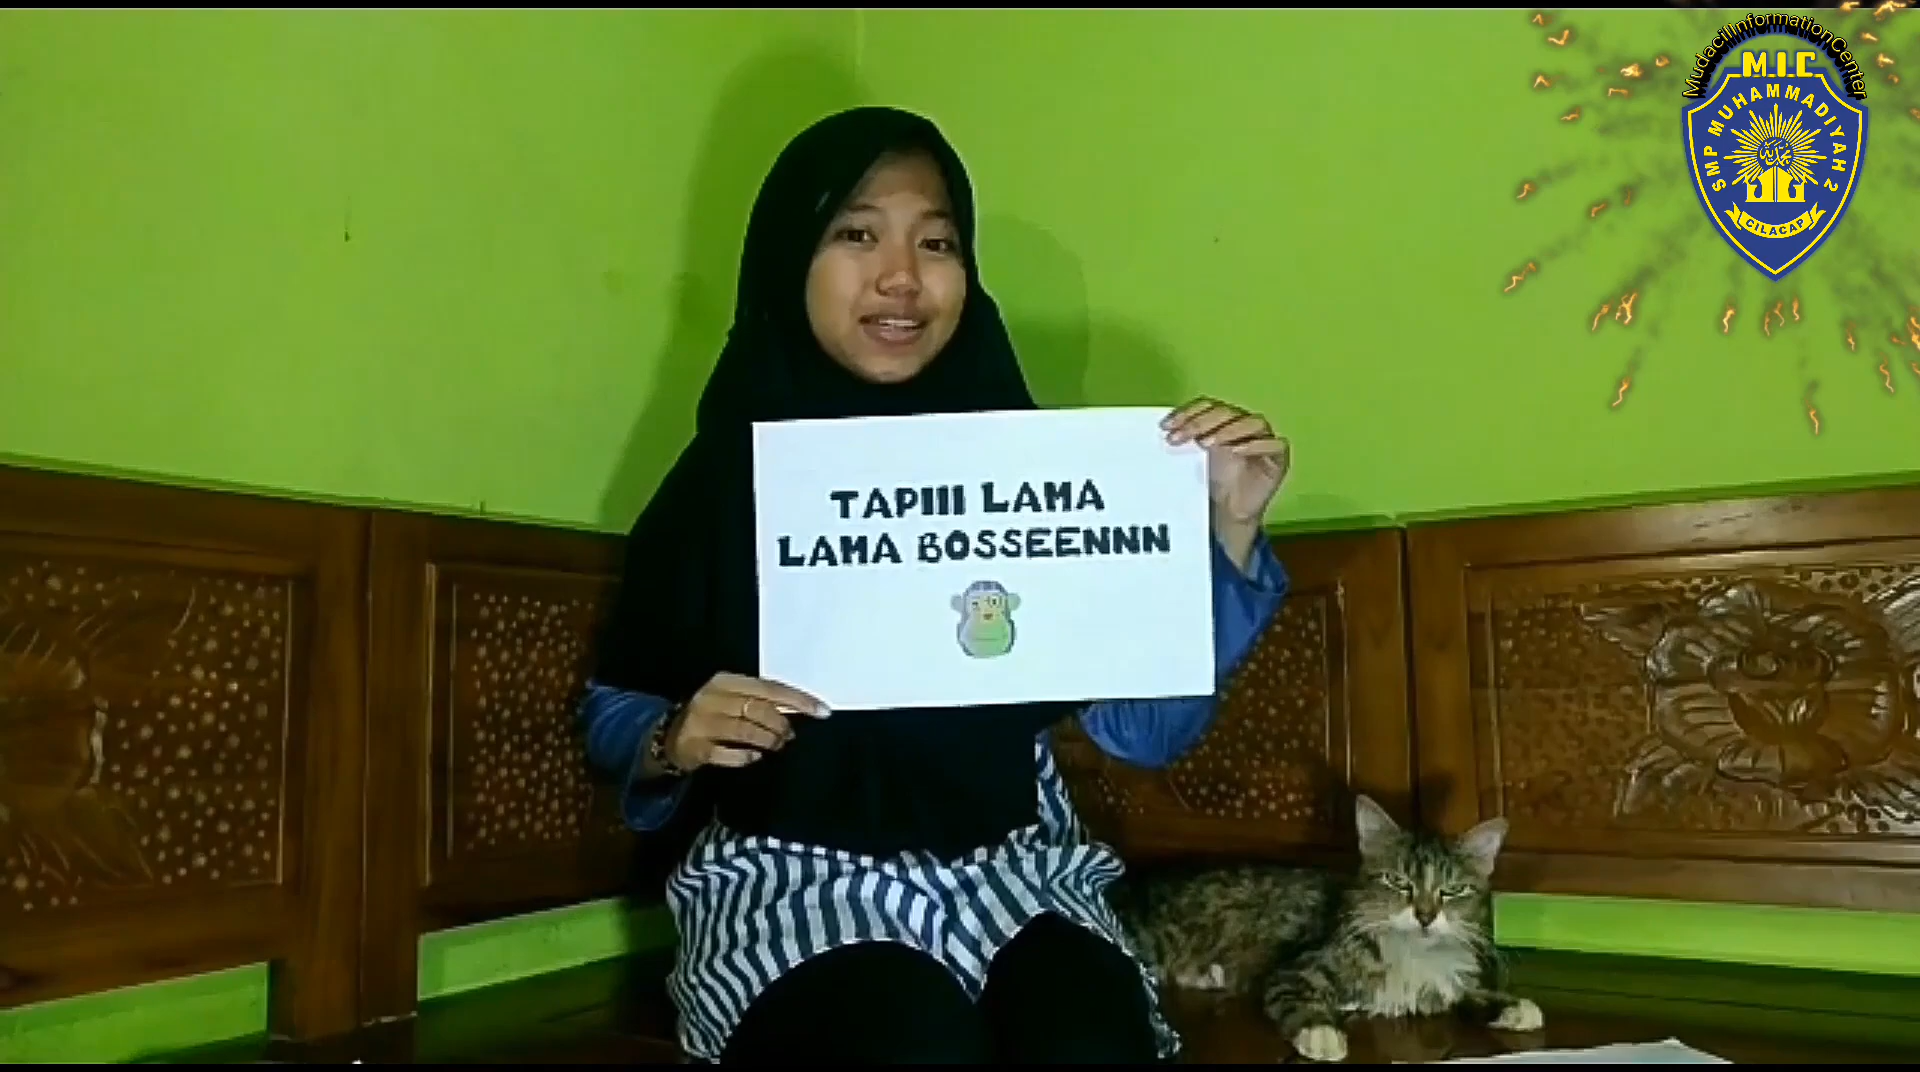 MudacilInformationCenter
M.I.C
SMP MUHAMMADIYAH 2
CILACAP
TAPIII LAMA
LAMA BOSSEENNN